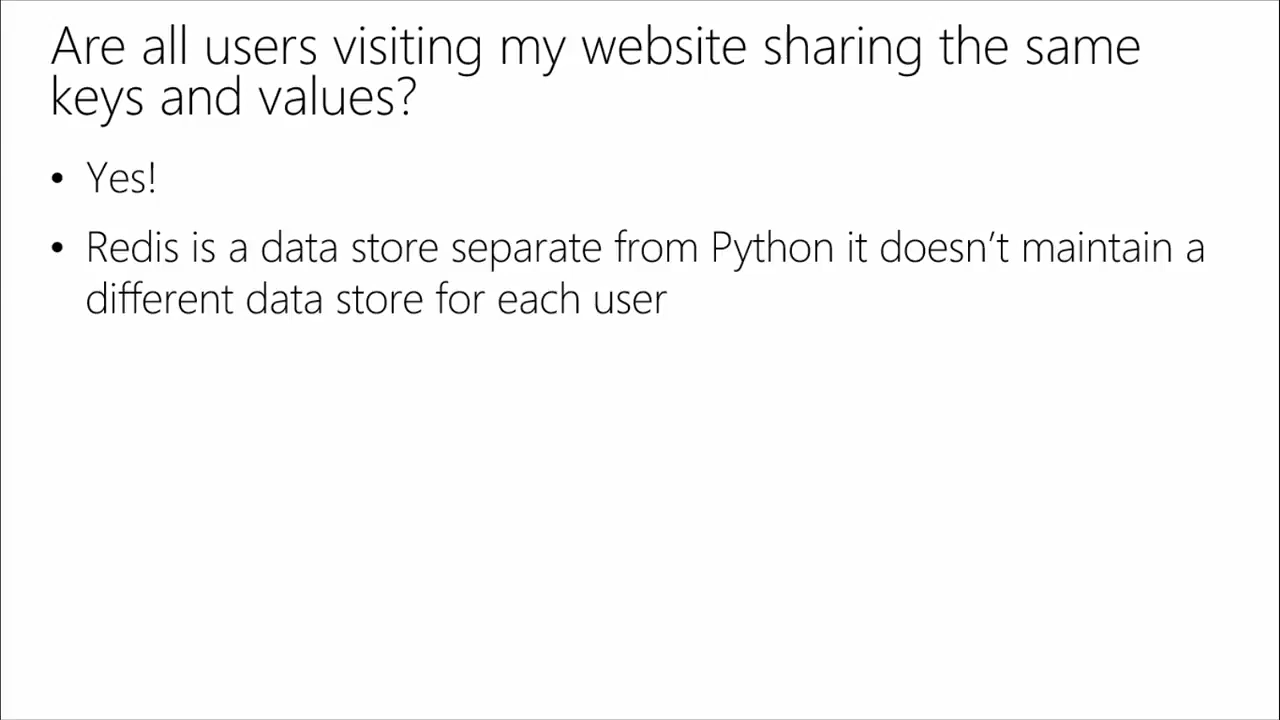 Are all users visiting my website sharing the same
keys and values?
• Yes!
• Redis is a data store separate from Python it doesn’t maintain a
different data store for each user